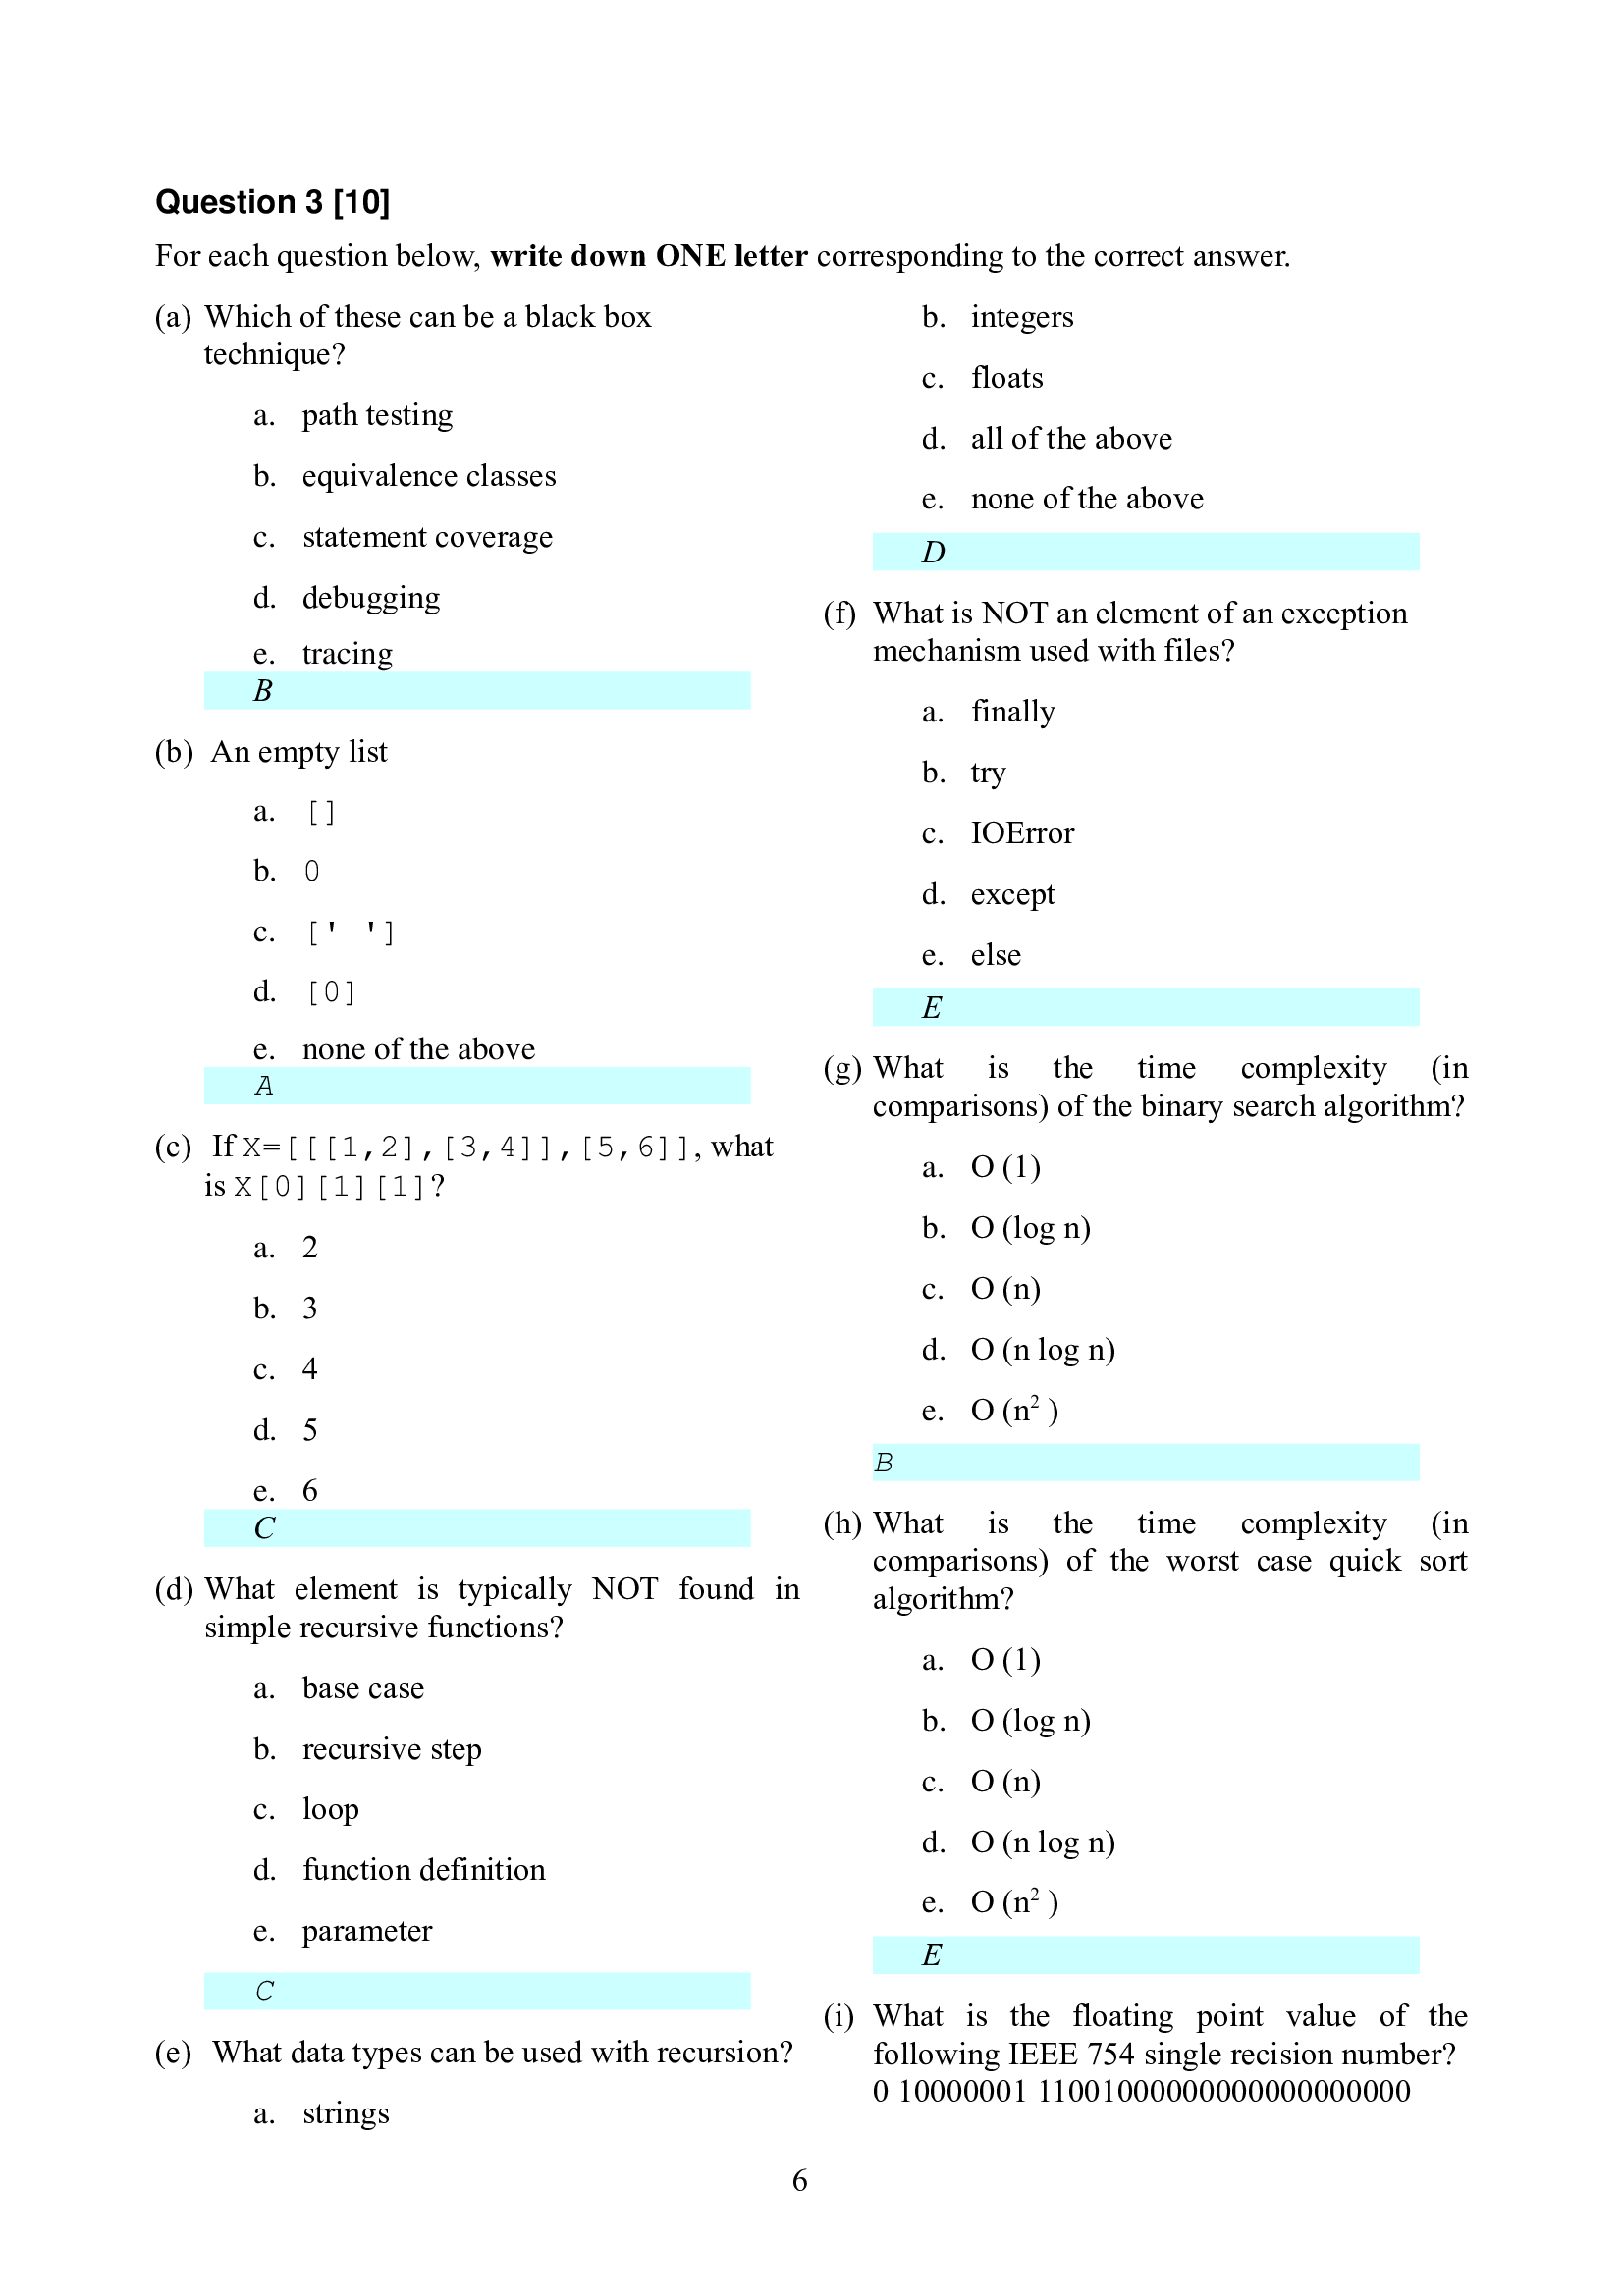 Question 3 [10]
For each question below, write down ONE letter corresponding to the correct answer.
(a) Which of these can be a black box
technique?
a. path testing
b. equivalence classes
c. statement coverage
d. debugging
e. tracing
B
(b) An empty list
a. []
b. 0
c. [' ']
d. [0]
e. none of the above
A
(c) If X=[[[1,2],[3,4]],[5,6]], what
is X[0][1][1]?
a. 2
b. 3
c. 4
d. 5
e. 6
C
(d) What element is typically NOT found in
simple recursive functions?
a. base case
b. recursive step
c. loop
d. function definition
e. parameter
C
(e) What data types can be used with recursion?
a. strings
b. integers
c. floats
d. all of the above
e. none of the above
D
(f) What is NOT an element of an exception
mechanism used with files?
a. finally
b. try
c. IOError
d. except
e. else
E
(g) What is the time complexity (in
comparisons) of the binary search algorithm?
a. O (1)
b. O (log n)
c. O (n)
d. O (n log n)
e. O (n² )
B
(h) What is the time complexity (in
comparisons) of the worst case quick sort
algorithm?
a. O (1)
b. O (log n)
c. O (n)
d. O (n log n)
e. O (n² )
E
(i) What is the floating point value of the
following IEEE 754 single recision number?
0 10000001 11001000000000000000000
6